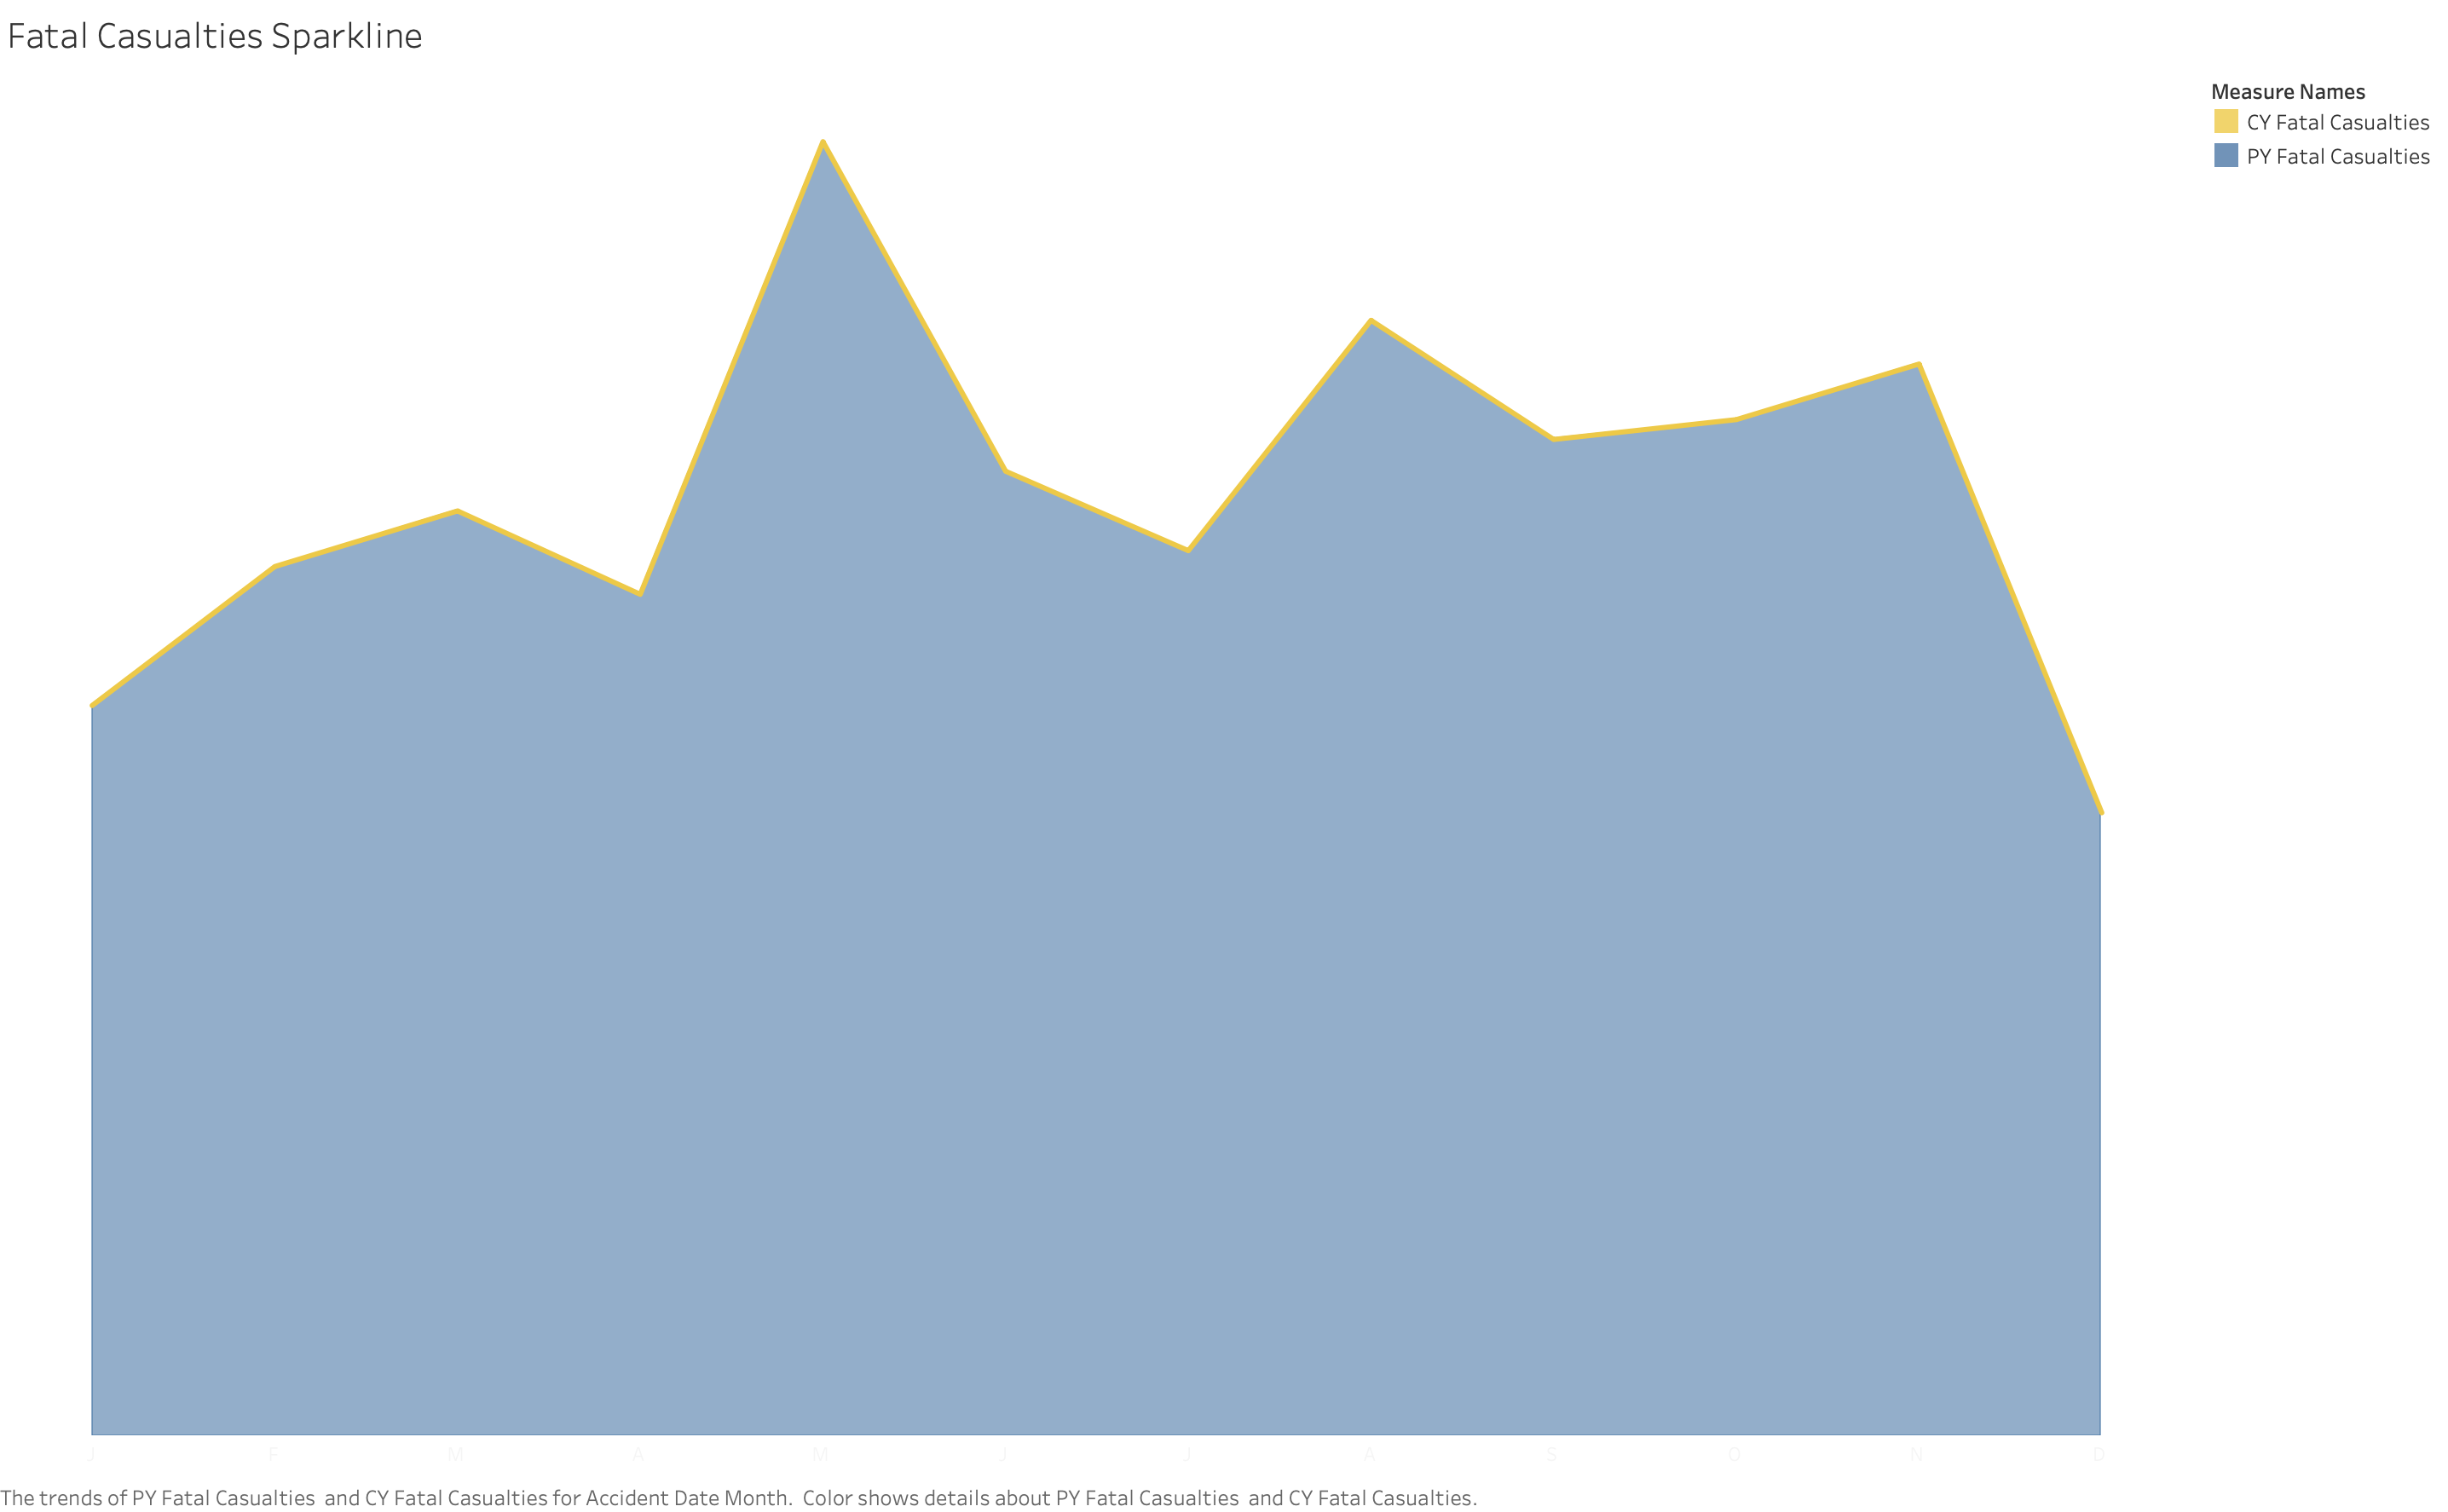 Fatal Casualties Sparkline
Measure Names
CY Fatal Casualties
PY Fatal Casualties
J F M A M J J A S O N D
The trends of PY Fatal Casualties  and CY Fatal Casualties for Accident Date Month.  Color shows details about PY Fatal Casualties  and CY Fatal Casualties.